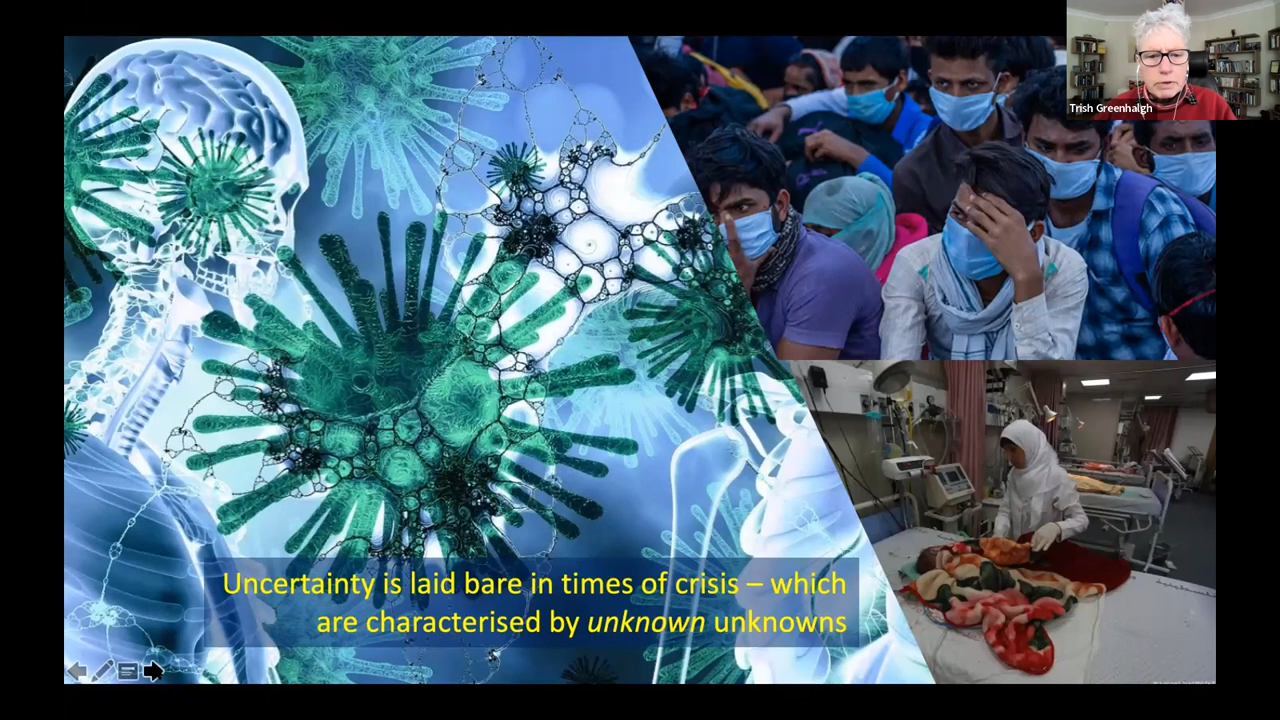 Trish Greenhalgh
Uncertainty is laid bare in times of crisis – which
are characterised by unknown unknowns